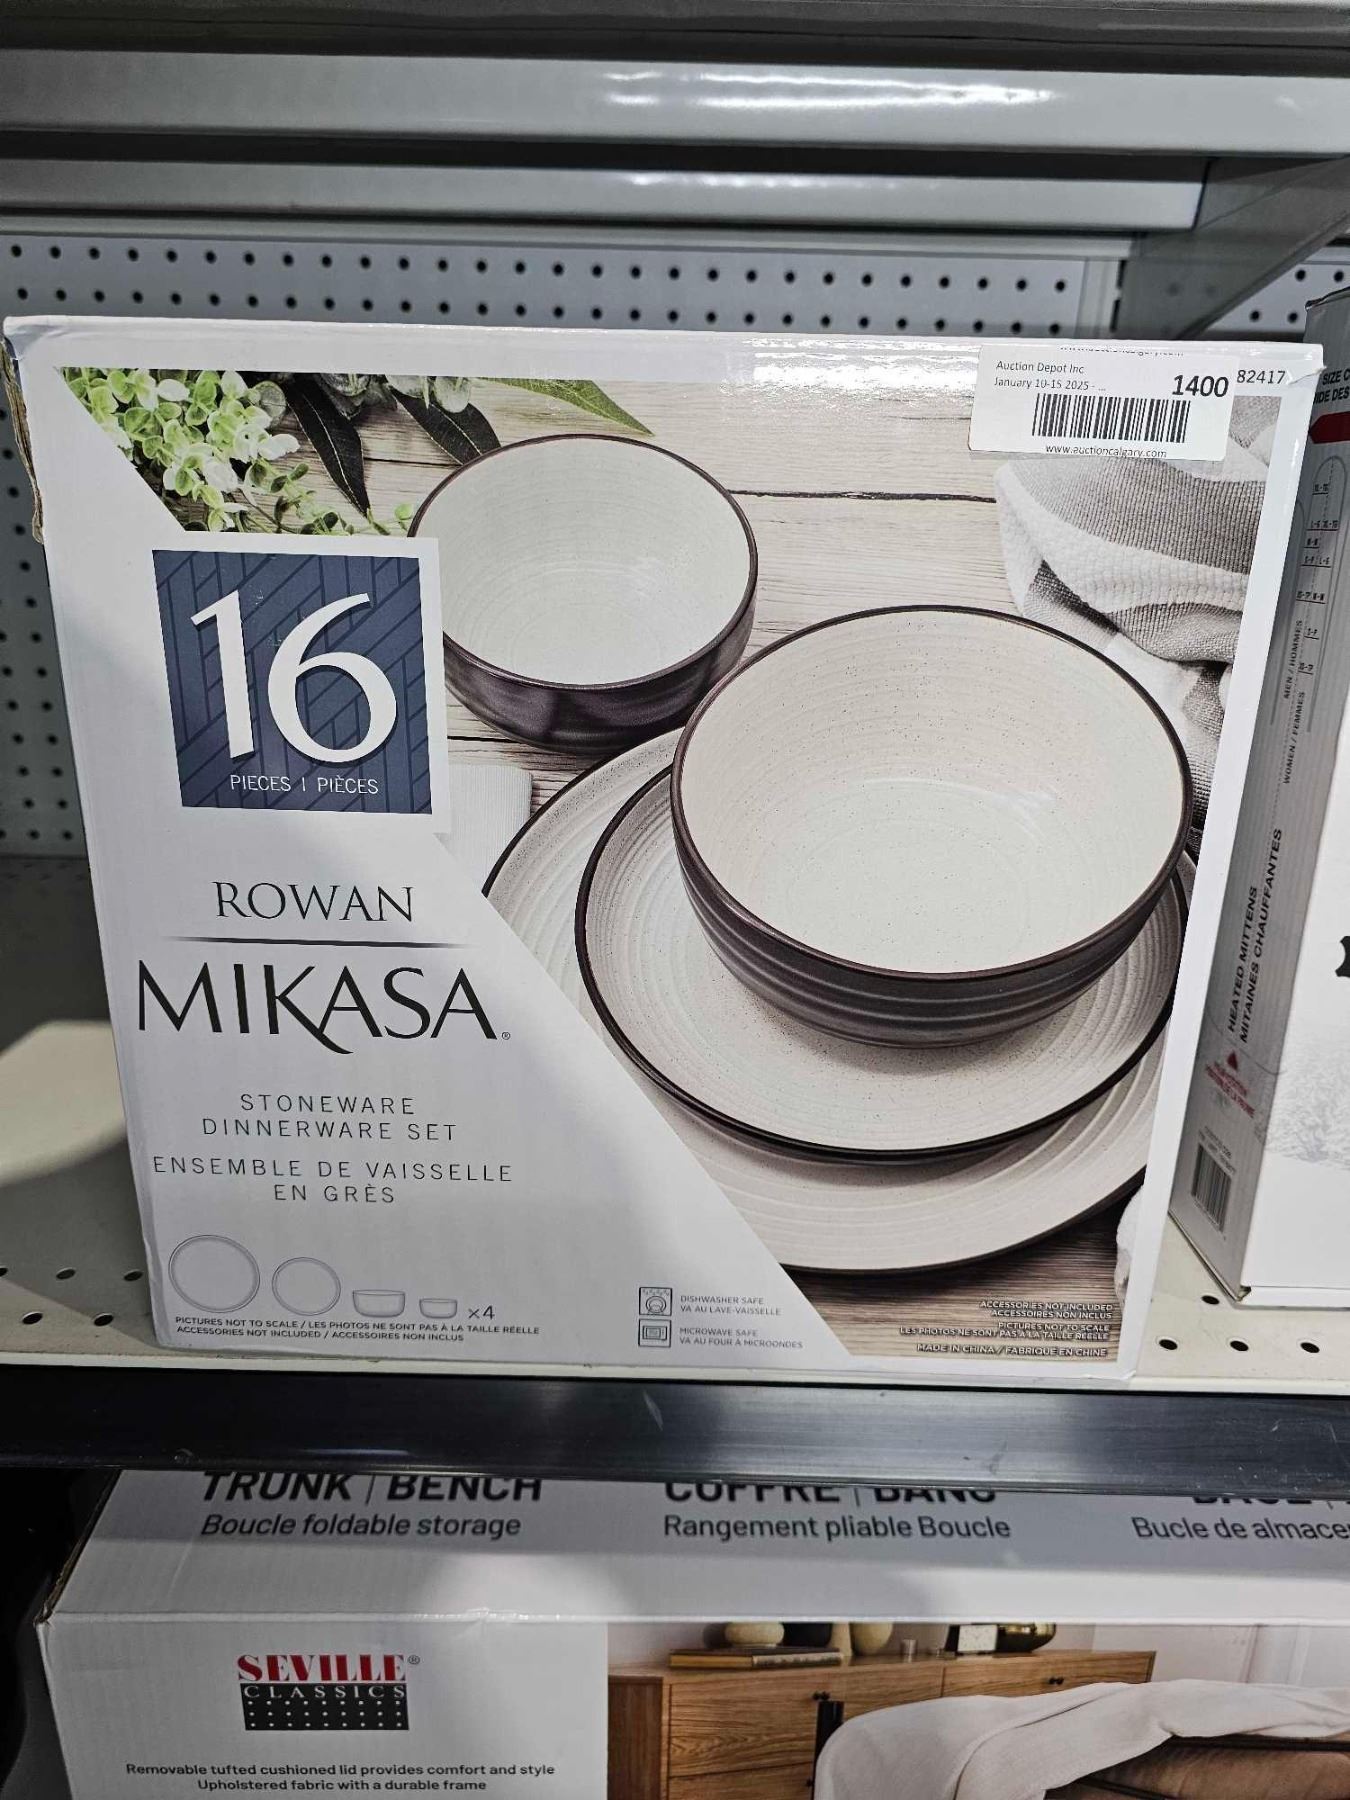 Auction Depot Inc
January 10-15 2025 - ...
1400
82417
www.auctioncalgary.com
16
PIECES | PIÈCES
ROWAN
MIKASA®
STONEWARE
DINNERWARE SET
ENSEMBLE DE VAISSELLE
EN GRÈS
×4
PICTURES NOT TO SCALE / LES PHOTOS NE SONT PAS À LA TAILLE RÉELLE
ACCESSORIES NOT INCLUDED / ACCESSOIRES NON INCLUS
DISHWASHER SAFE
VA AU LAVE-VAISSELLE
MICROWAVE SAFE
VA AU FOUR À MICROONDES
ACCESSORIES NOT INCLUDED
ACCESSOIRES NON INCLUS
PICTURES NOT TO SCALE
LES PHOTOS NE SONT PAS À LA TAILLE RÉELLE
MADE IN CHINA / FABRIQUÉ EN CHINE
MEN / HOMMES
WOMEN / FEMMES
HEATED MITTENS
MITAINES CHAUFFANTES
TRUNK | BENCH
Boucle foldable storage
COFFRE | BANC
Rangement pliable Boucle
Bucle de almace
SEVILLE®
CLASSICS
Removable tufted cushioned lid provides comfort and style
Upholstered fabric with a durable frame